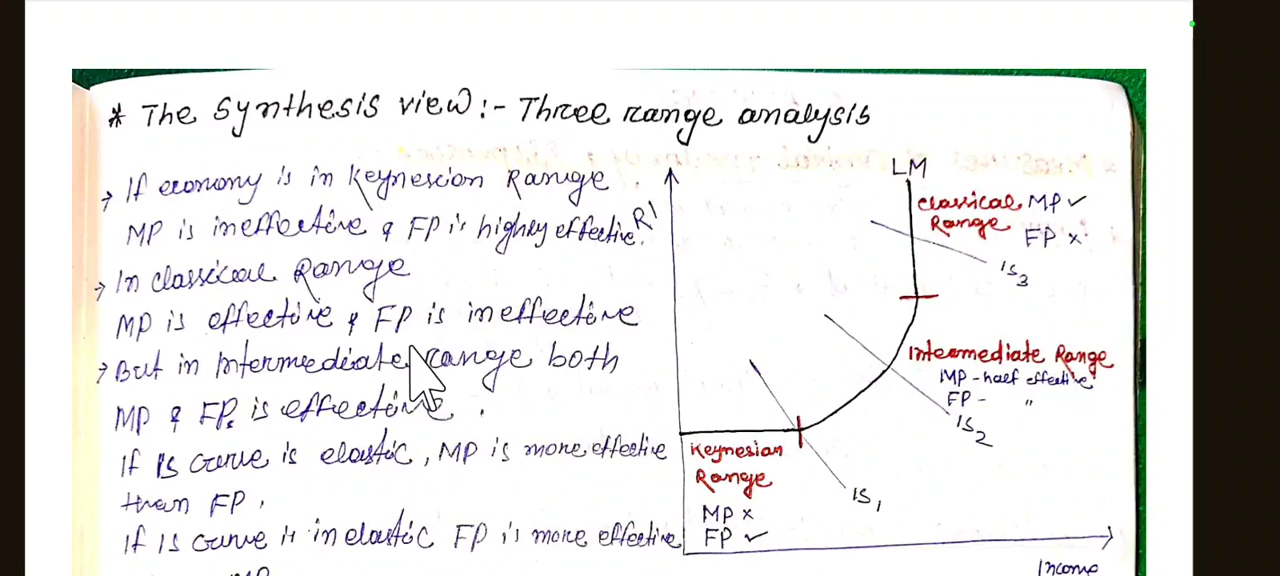 * The Synthesis view :- Three range analysis
→ If economy is in Keynesian Range
MP is ineffective & FP is highly effective.
→ In classical Range
MP is effective & FP is ineffective
→ But in Intermediate range both
MP & FP is effective.
If IS curve is elastic, MP is more effective
than FP.
If IS curve is inelastic FP is more effective
MP
R1
LM
Classical MP ✓
Range FP ×
IS3
Intermediate Range
MP - half effective
FP - "
IS2
Keynesian
Range
IS1
MP ×
FP ✓
Income